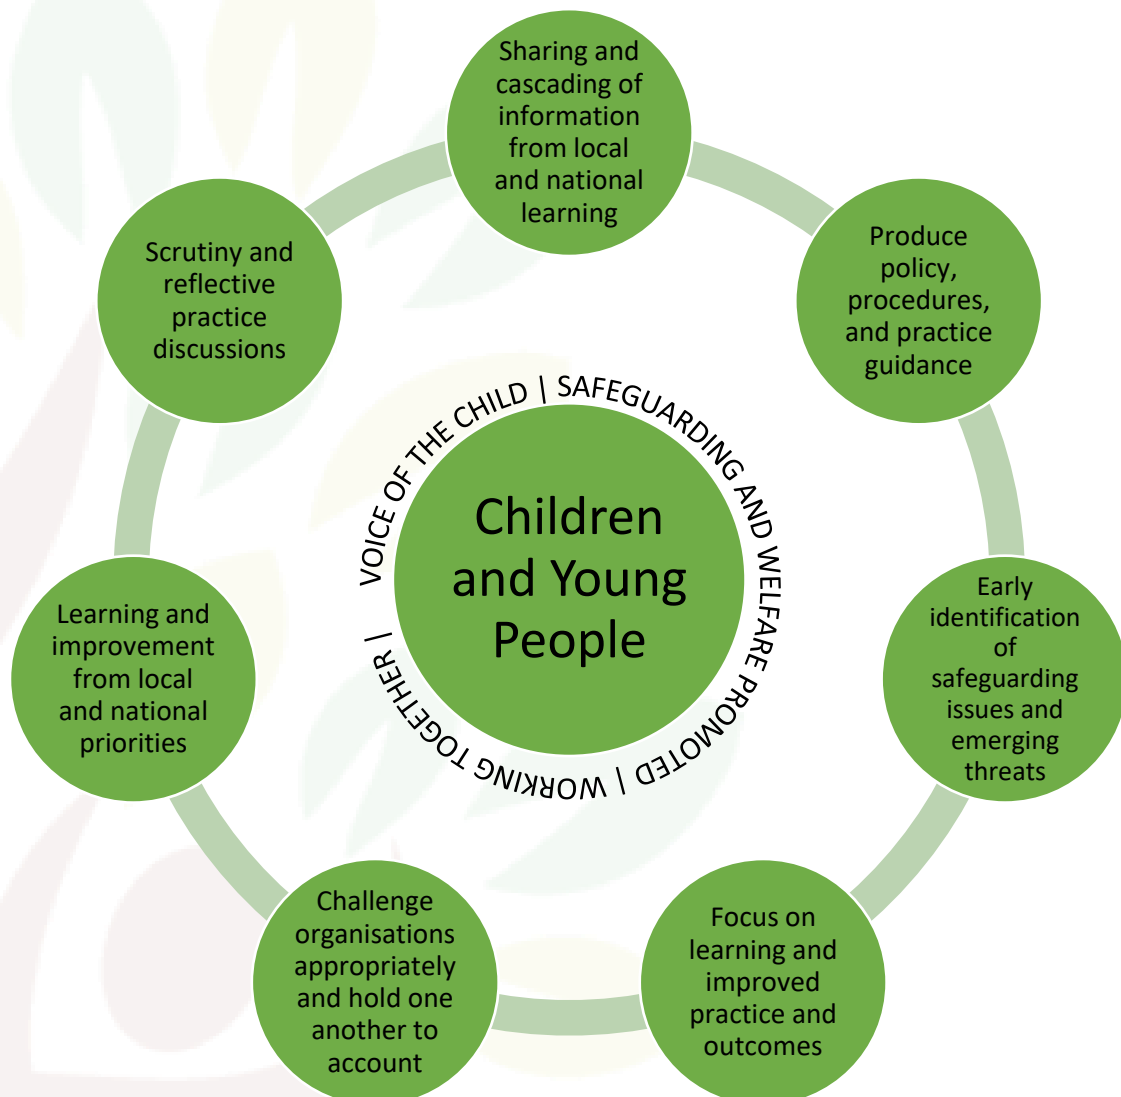 Sharing and
cascading of
information
from local
and national
learning
Produce
policy,
procedures,
and practice
guidance
Early
identification
of
safeguarding
issues and
emerging
threats
Focus on
learning and
improved
practice and
outcomes
Challenge
organisations
appropriately
and hold one
another to
account
Learning and
improvement
from local
and national
priorities
Scrutiny and
reflective
practice
discussions
VOICE OF THE CHILD | SAFEGUARDING AND WELFARE PROMOTED | WORKING TOGETHER |
Children
and Young
People